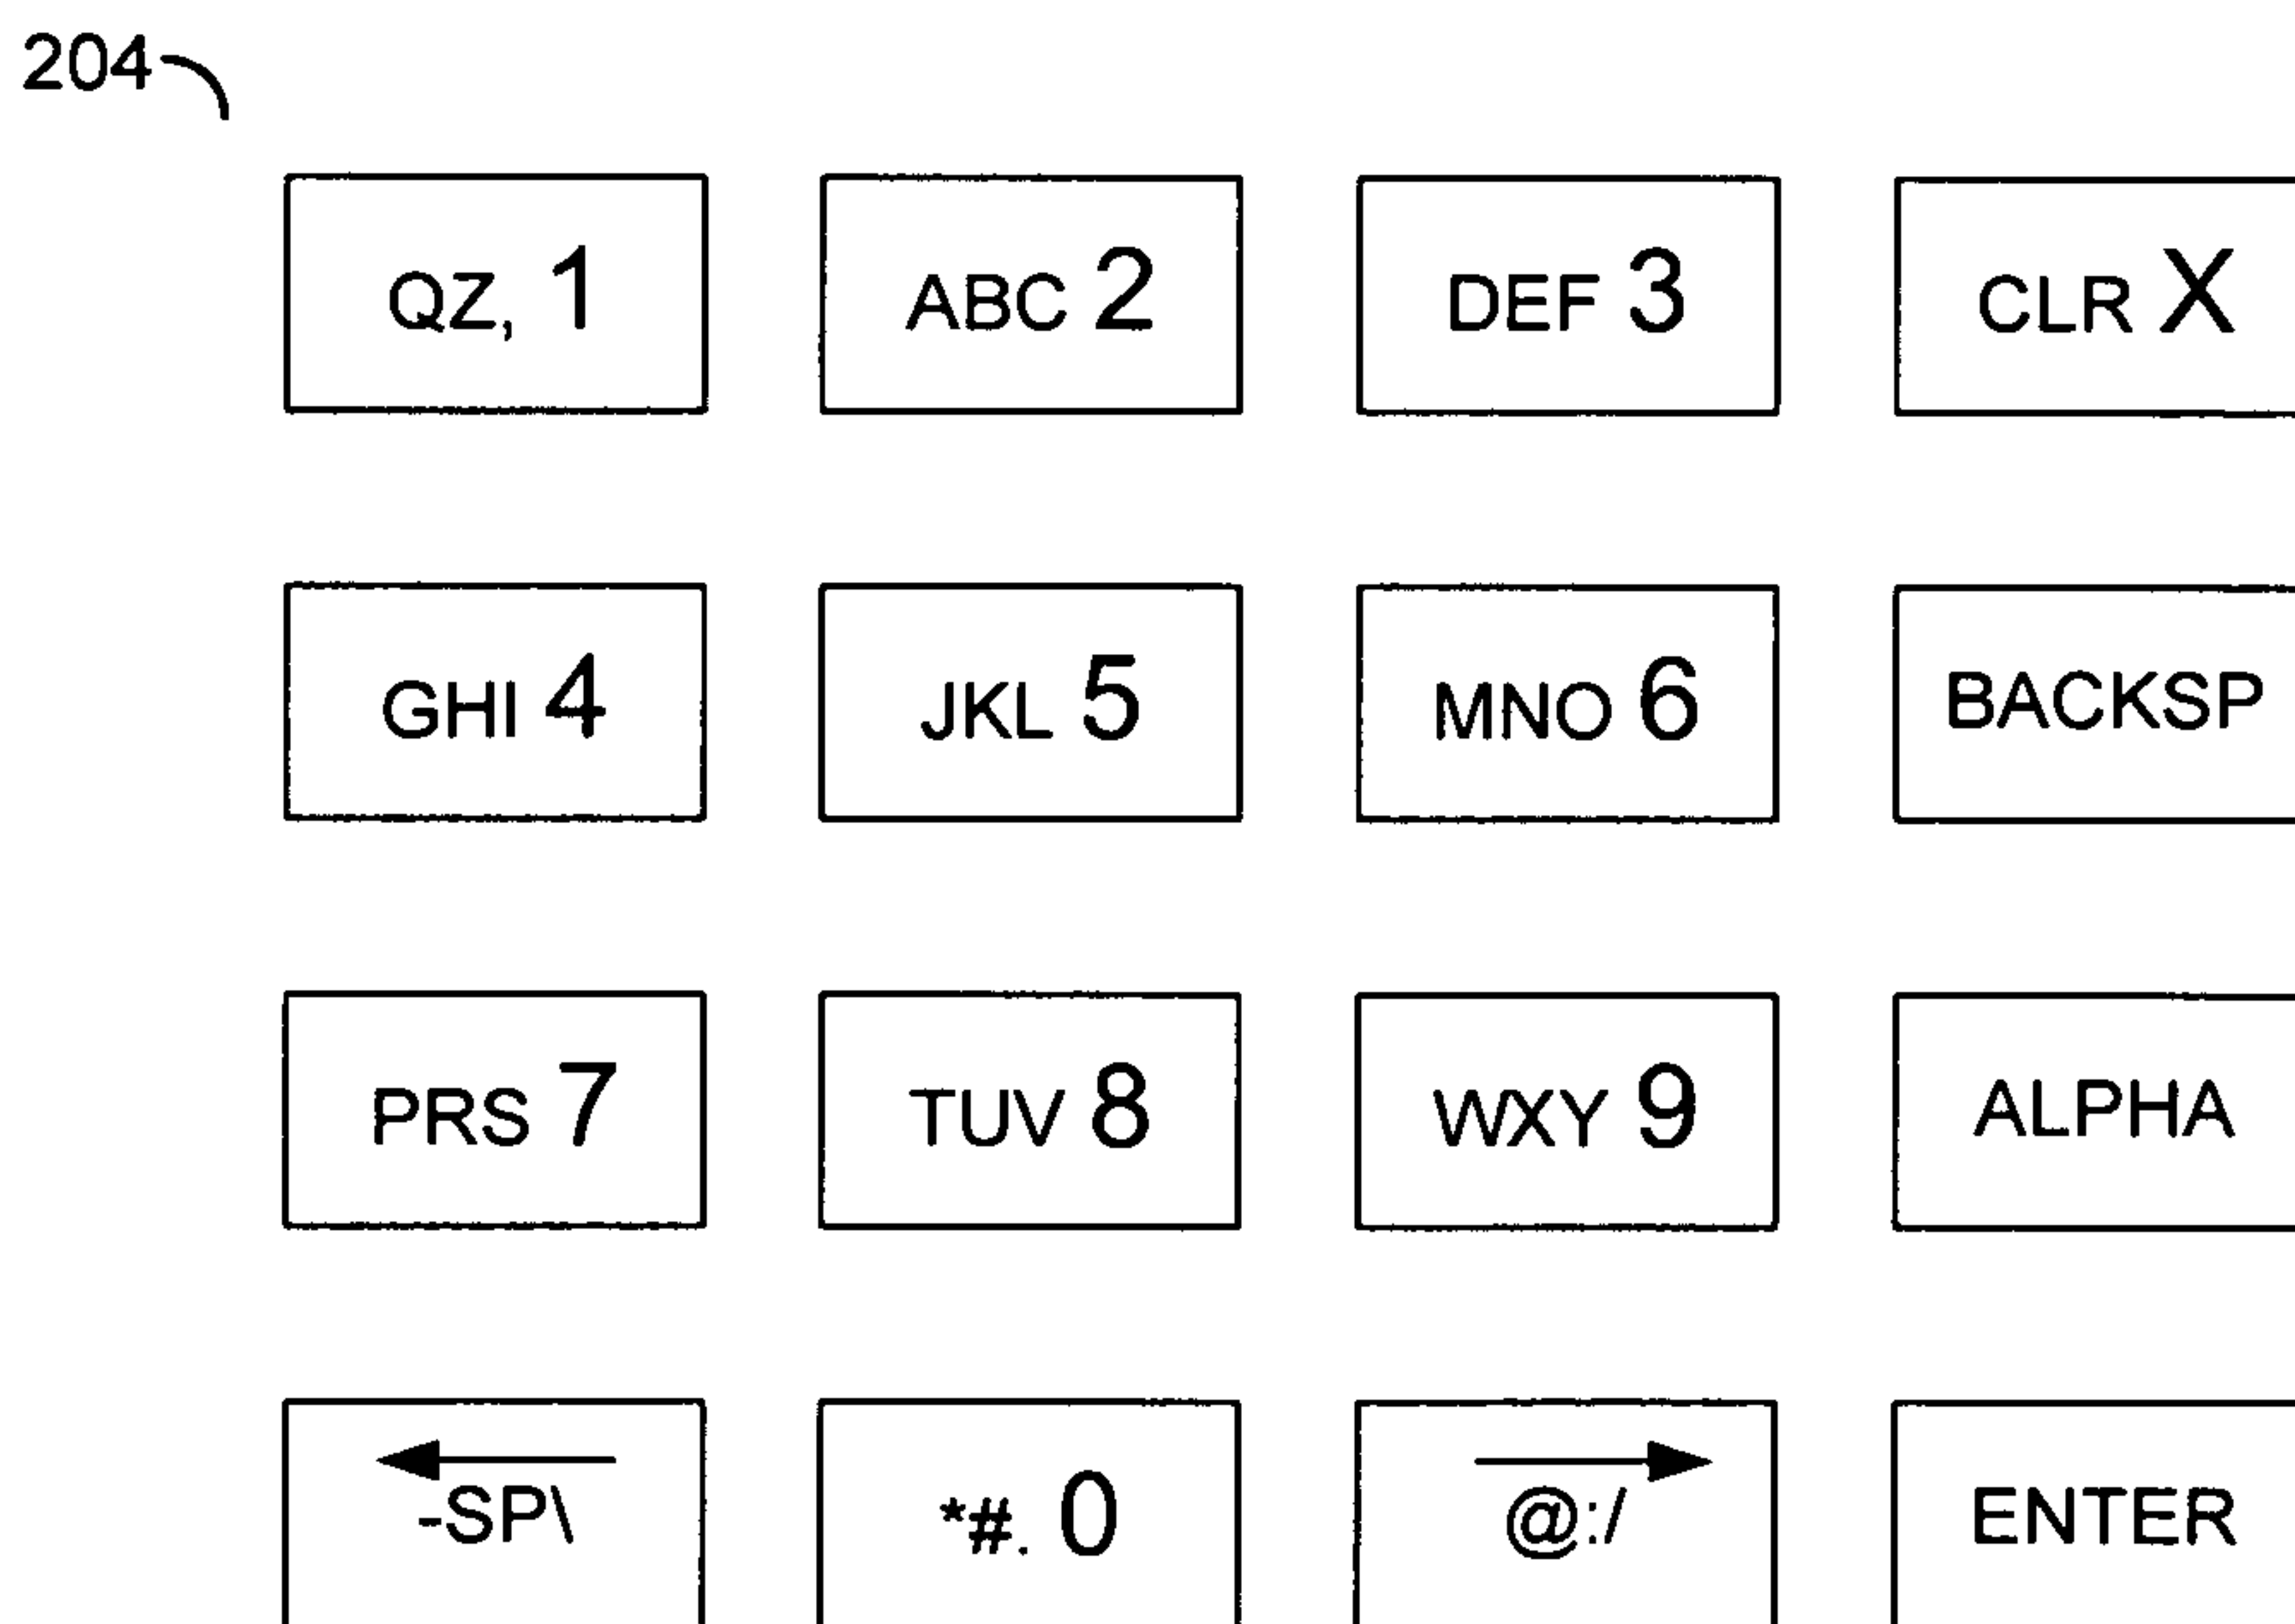 204
QZ, 1 ABC 2 DEF 3 CLR X
GHI 4 JKL 5 MNO 6 BACKSP
PRS 7 TUV 8 WXY 9 ALPHA
-SP\ *#. 0 @:/ ENTER